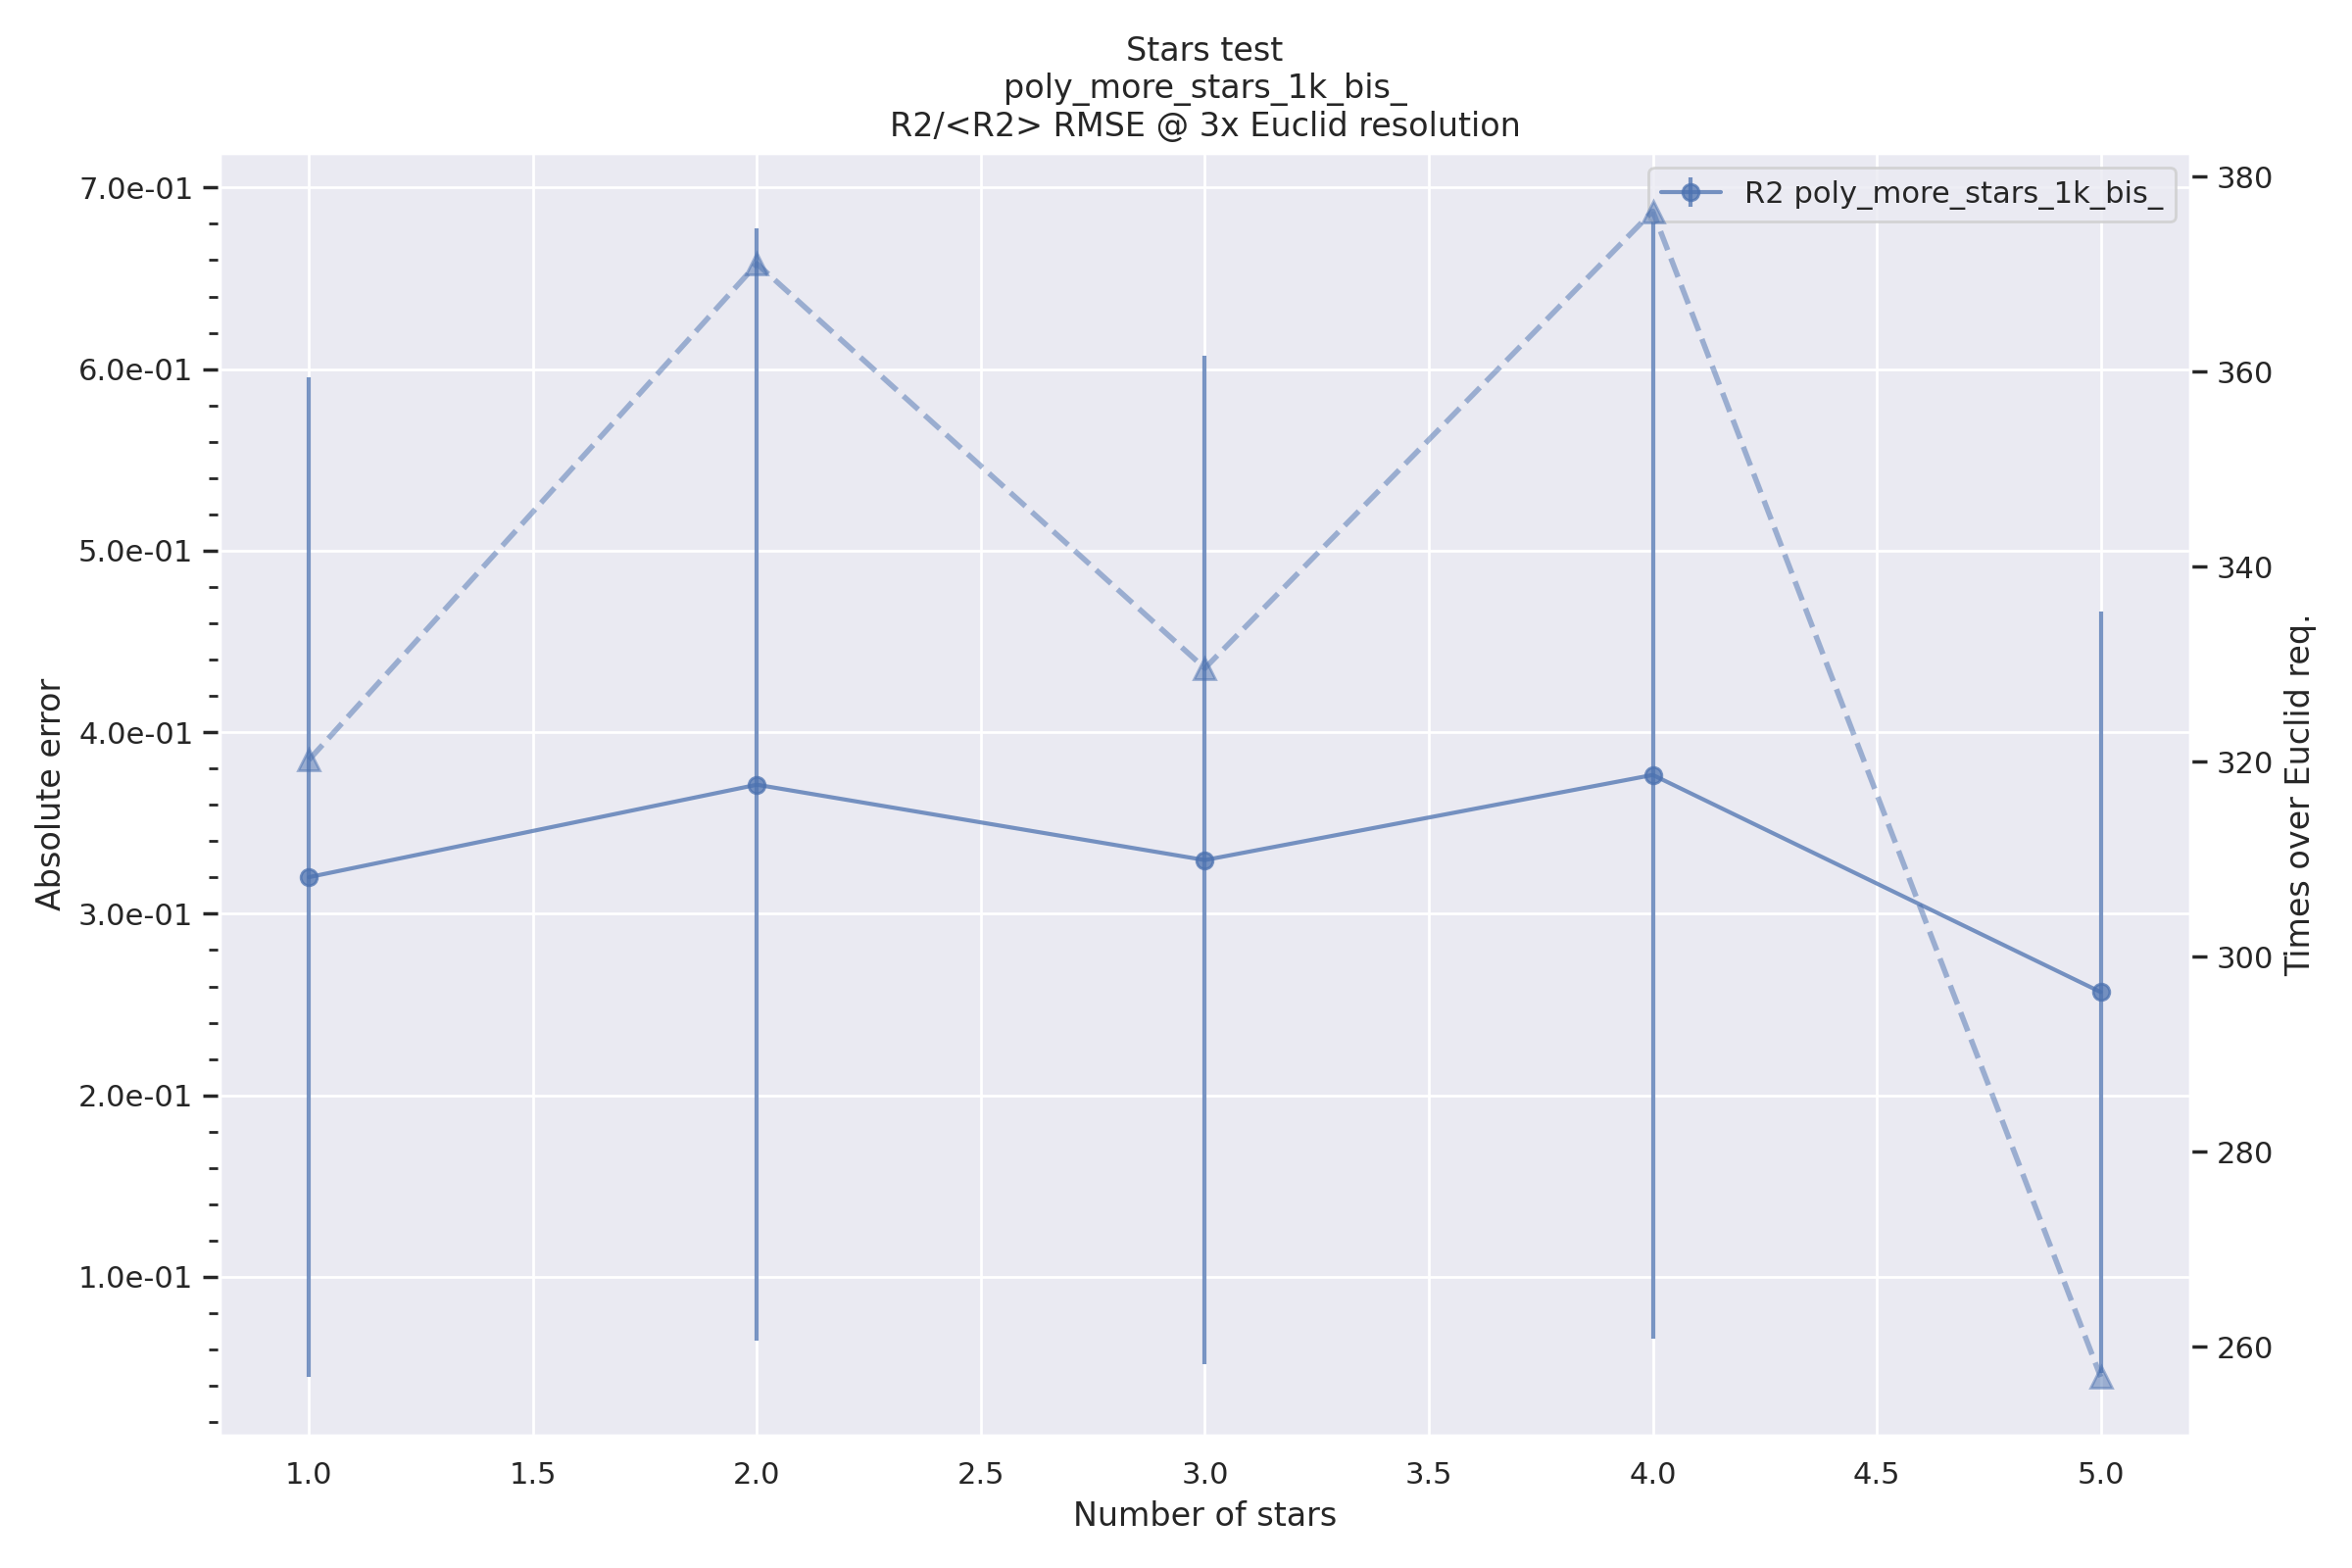 Stars test
poly_more_stars_1k_bis_
R2/<R2> RMSE @ 3x Euclid resolution
R2 poly_more_stars_1k_bis_
Absolute error
7.0e-01
6.0e-01
5.0e-01
4.0e-01
3.0e-01
2.0e-01
1.0e-01
380
360
340
320
300
280
260
Times over Euclid req.
1.0 1.5 2.0 2.5 3.0 3.5 4.0 4.5 5.0
Number of stars